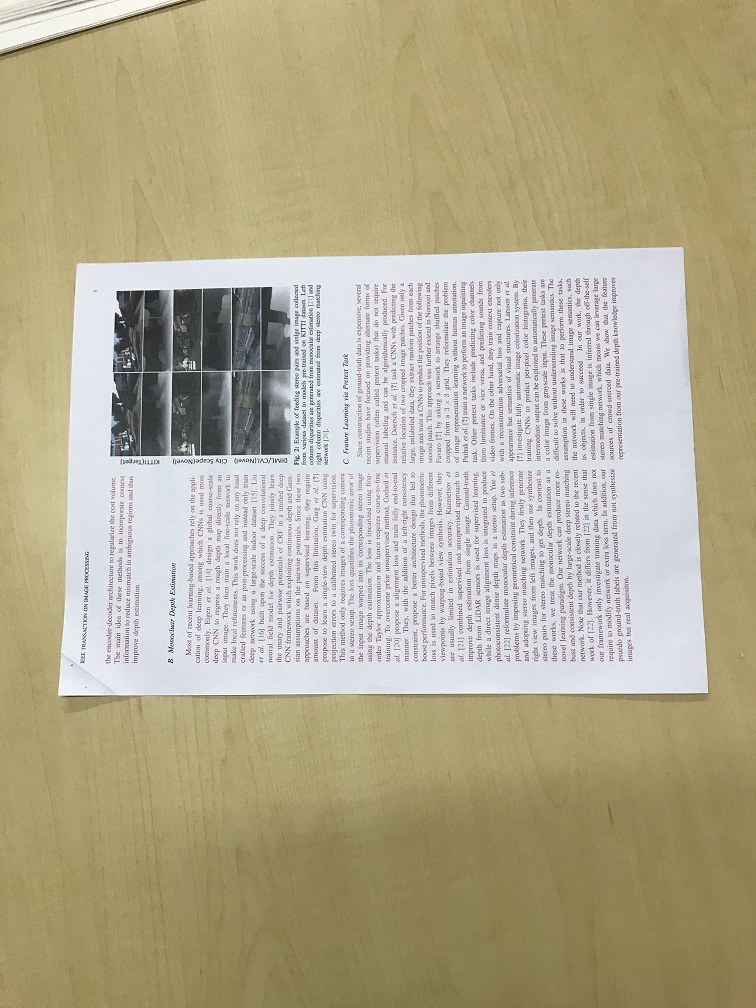 IEEE TRANSACTION ON IMAGE PROCESSING
3
the encoder-decoder architecture to regularize the cost volume.
The main idea of these methods is to incorporate context
information to reduce mismatch in ambiguous regions and thus
improve depth estimation.
B. Monocluar Depth Estimation
Most of recent learning-based approaches rely on the appli-
cation of deep learning, among which CNNs is used most
commonly. Eigen et al. [14] design a global coarse-scale
deep CNN to regress a rough depth map directly from an
input image. They then train a local fine-scale network to
make local refinements. This work does not rely on any hand
crafted features or an post-processing and instead only train
deep network using a large-scale indoor dataset [15]. Liu
et al. [16] built upon the success of a deep convolutional
neural field model for depth estimation. They jointly learn
the unary and pairwise potentials of CRF in a unified deep
CNN framework which exploiting continuous depth and Gaus-
sian assumptions on the pairwise potentials. Since these two
approaches are based on supervised learning, they require
amount of dataset. From this limitation, Garg et al. [?]
propose to learn a single-view depth estimation CNN using
projection errors to a calibrated stereo twin for supervision.
This method only requires images of a corresponding camera
in a stereo setup. The loss quantifies the photometric error of
the input image warped into its corresponding stereo image
using the depth estimation. The loss is linearized using first-
order Tailor approximation and hence requires coarse-to-fine
training. To overcome prior unsupervised method, Godard et
al. [20] propose a alignment loss and train fully end-to-end
manner. They, with the addition of a left-right consistency
constraint, propose a better architecture design that led to
boost performance. For unsupervised methods, the photometric
loss is used to match pixels between images from different
viewpoints by warping-based view synthesis. However, they
are usually limited in estimation accuracy. Kuznietsov et
al. [21] combined supervised and unsupervised approach to
improve depth estimation from single image. Ground-truth
depth from LiDAR sensors is used for supervised learning,
while a direct image alignment loss is integrated to produce
photoconsistent dense depth maps in a stereo setup. Yue et
al. [22] reformulate monocular depth estimation as two sub-
problems by imposing geometrical constraint during inference
and adopting stereo matching network. They firstly generate
right view images from left images, and then use synthesize
stereo pairs for stereo matching to get depth. In contrast to
these works, we treat the monocular depth estimation as a
novel learning paradigm. Our network can produce more ro-
bust and consistent depth by large-scale deep stereo matching
network. Note that our method is closely refined to the recent
work of [22]. However, it differs from [22] in the sense that
our framework only investigate training data which does not
require to modify network or extra loss term. In addition, our
psuedo ground-truth labels are generated from not synthesize
images but real acquisition.
KITTI(Target)
City Scape(Novel)
DIML/CVL(Novel)
Fig. 2: Example of feeding stereo pairs and sinlge image collected
from various dataset to models pre-trained on KITTI dataset. Left
column disparities are generated from monocular estimation [21] and
right column disparities are estimated from deep stereo matching
network [20].
C. Feature Learning via Pretext Task
Since construction of ground-truth data is expensive, several
recent studies have focused on providing alternate forms of
supervision (often called pretext tasks) that do not require
manual labeling and can be algorithmically produced. For
instance, Doersch et al. [?] task a CNNs with predicting the
relative location of two cropped image patches. Given only a
large, unlabeled data, they extract random patches from each
image and train a CNNs to predict the position of the following
second patch. This approach was further extend in Noroozi and
Favaro [?] by asking a network to arrange shuffled patches
cropped from a 3 × 3 grid. They reformulate the problem
of image representation learning without human annotation.
Pathak et al. [?] train a network to perform an image inpainting
task. Other pretext tasks include predicting color channels
from luminance or vice versa, and predicting sounds from
video frames. On the other hand, they train context encoders
with a reconstruction adversarial loss and capture not only
appearance but semantics of visual structures. Larsson et al.
[?] investigate fully automatic image colorization system. By
training CNNs to predict perpixel color histograms, their
intermediate output can be exploited to automatically generate
a color image from grayscale input. These pretext tasks are
difficult to solve without understanding image semantics. The
assumption in these works is that to perform these tasks,
the network will need to understand image semantics, such
as objects, in order to succeed. In our work, the depth
estimation from single image is inferred through off-the-self
stereo matching network, which means we can leverage large
sources of crowd-sourced data. We show that the feature
representation from our pre-trained depth knowledge improves